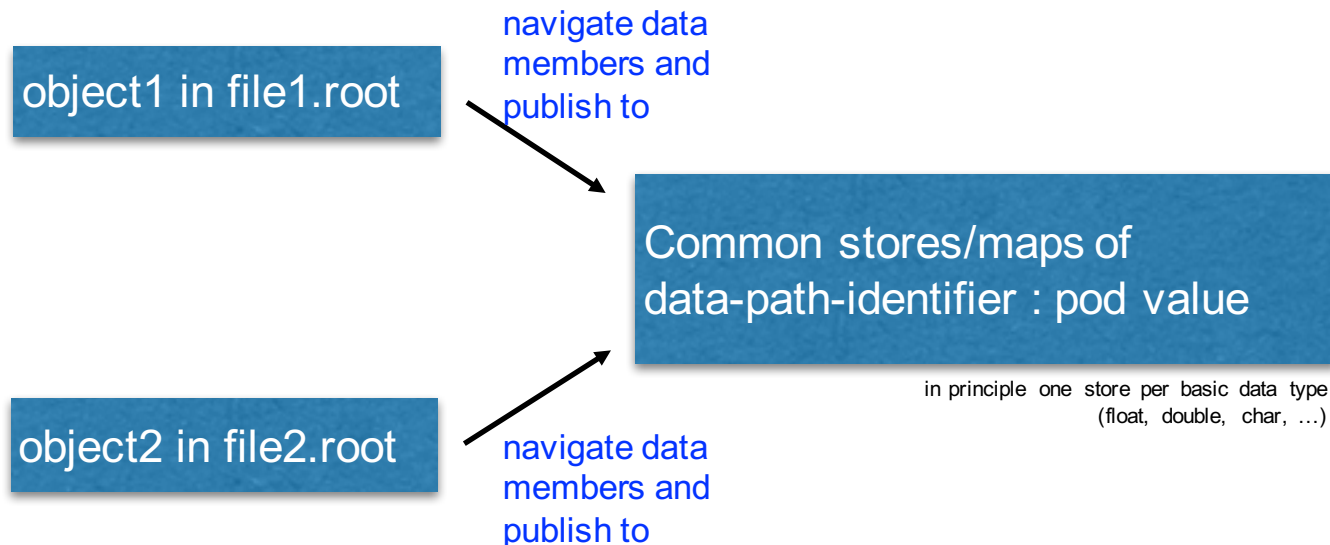 navigate data
members and
publish to
object1 in file1.root
Common stores/maps of
data-path-identifier : pod value
in principle one store per basic data type
(float, double, char, …)
object2 in file2.root
navigate data
members and
publish to